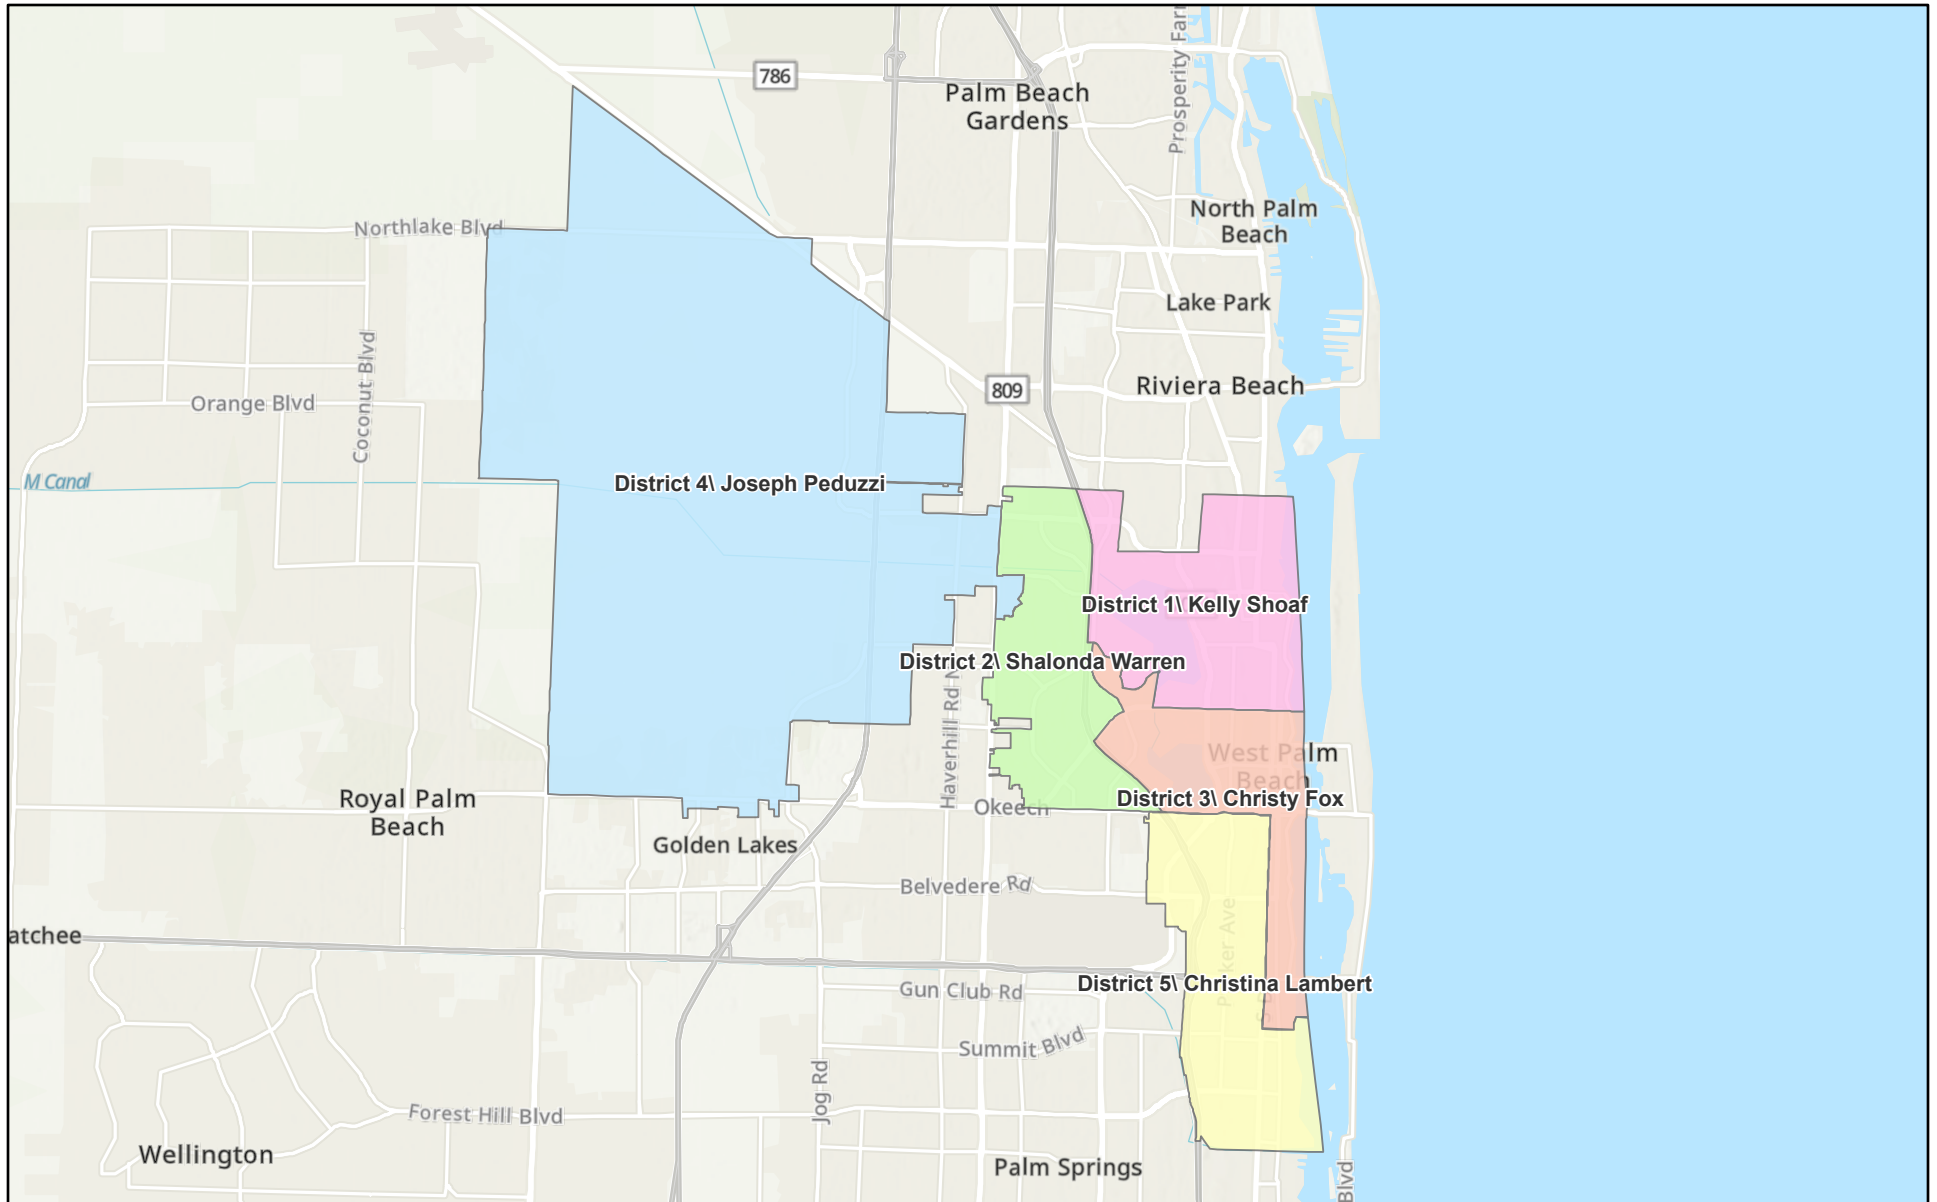 786
Palm Beach
Gardens
Prosperity Farr
North Palm
Beach
Northlake Blvd
Lake Park
Coconut Blvd
Orange Blvd
809
Riviera Beach
M Canal
District 4\ Joseph Peduzzi
District 1\ Kelly Shoaf
District 2\ Shalonda Warren
Haverhill Rd N
West Palm
Beach
Royal Palm
Beach
District 3\ Christy Fox
Okeech
Golden Lakes
Belvedere Rd
atchee
Parker Ave
District 5\ Christina Lambert
Gun Club Rd
Summit Blvd
Jog Rd
Forest Hill Blvd
Wellington
Palm Springs
Blvd